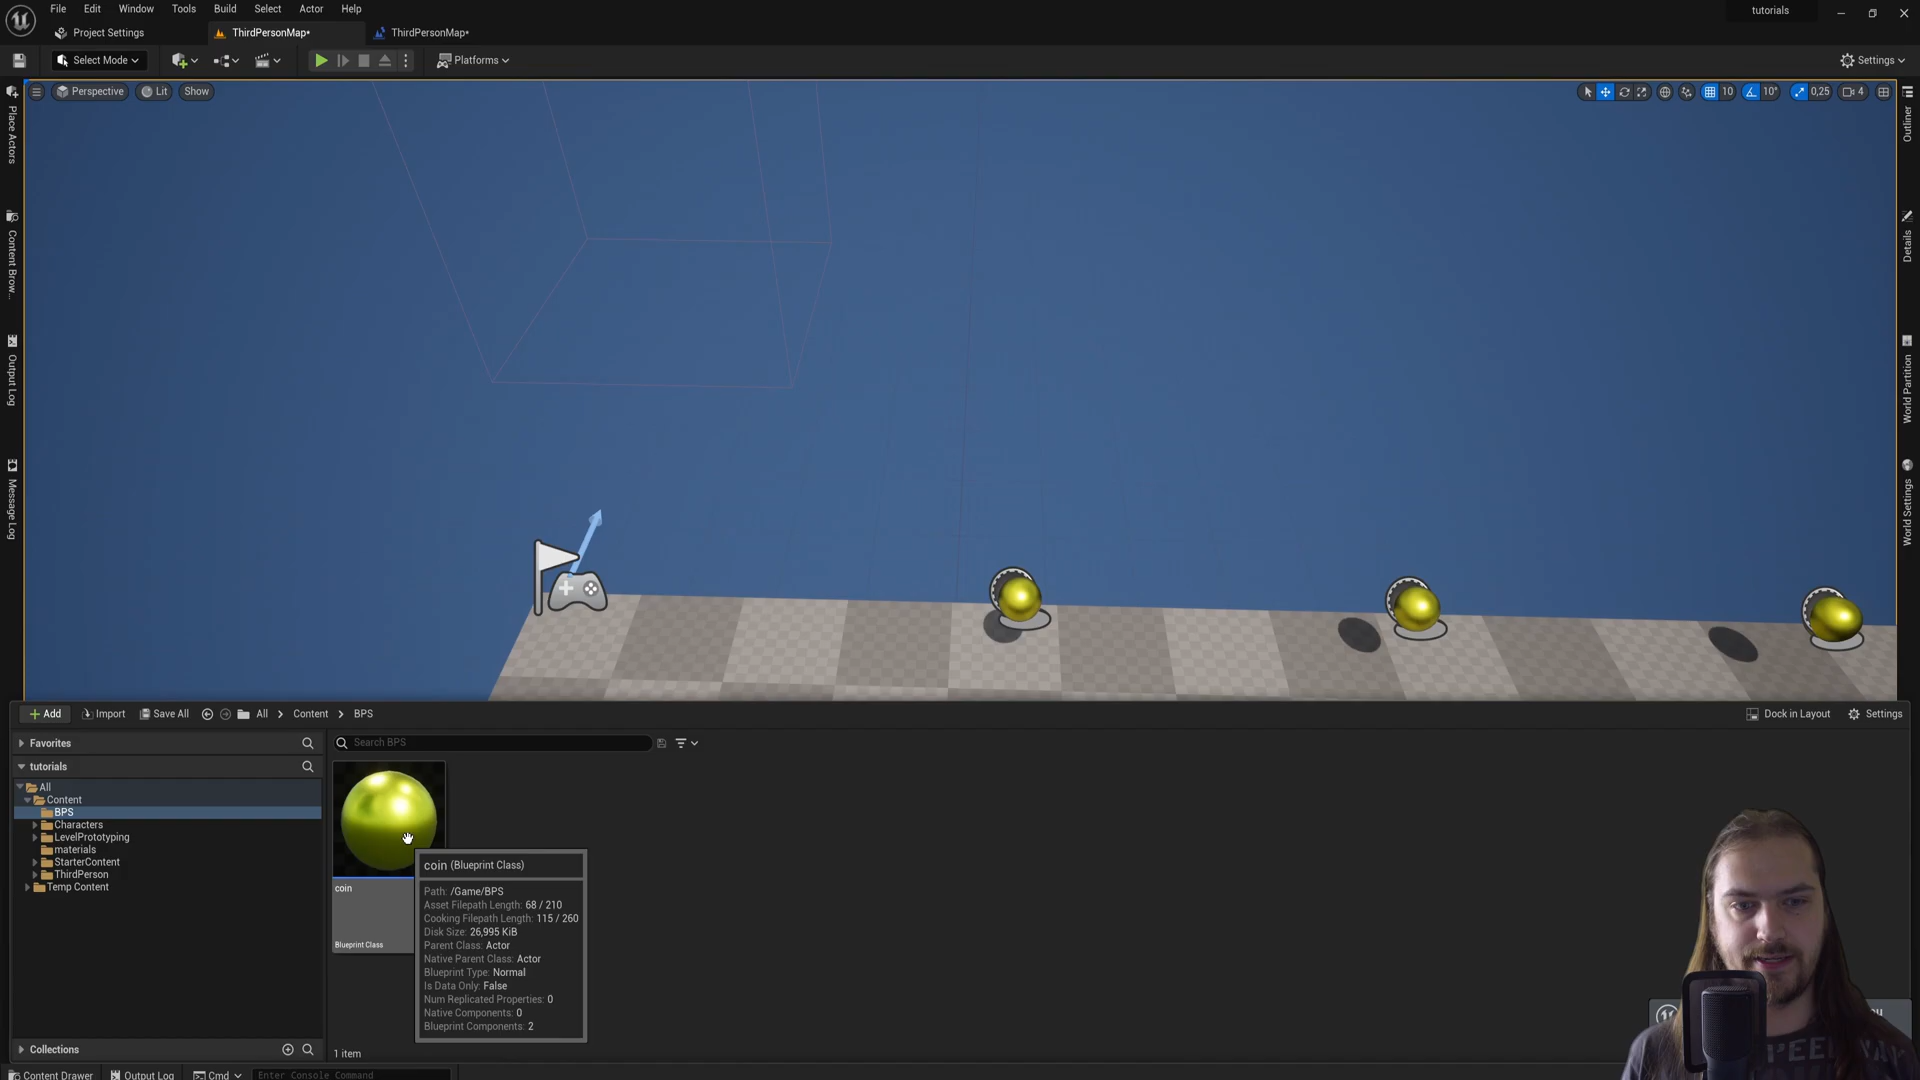 File Edit Window Tools Build Select Actor Help
tutorials
Project Settings
ThirdPersonMap*
ThirdPersonMap*
Select Mode
Platforms
Settings
Perspective
Lit
Show
10
10°
0,25
4
Place Actors
Content Brow...
Output Log
Message Log
Outliner
Details
World Partition
World Settings
+ Add
Import
Save All
All > Content > BPS
Dock in Layout
Settings
Favorites
Search BPS
tutorials
All
Content
BPS
Characters
LevelPrototyping
materials
StarterContent
ThirdPerson
Temp Content
coin
Blueprint Class
coin (Blueprint Class)
Path: /Game/BPS
Asset Filepath Length: 68 / 210
Cooking Filepath Length: 115 / 260
Disk Size: 26,995 KiB
Parent Class: Actor
Native Parent Class: Actor
Blueprint Type: Normal
Is Data Only: False
Num Replicated Properties: 0
Native Components: 0
Blueprint Components: 2
Collections
1 item
Content Drawer
Output Log
Cmd
Enter Console Command